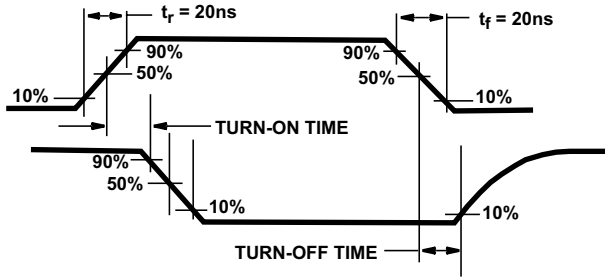 tr = 20ns
tf = 20ns
90%
90%
50%
50%
10%
10%
TURN-ON TIME
90%
50%
10%
10%
TURN-OFF TIME